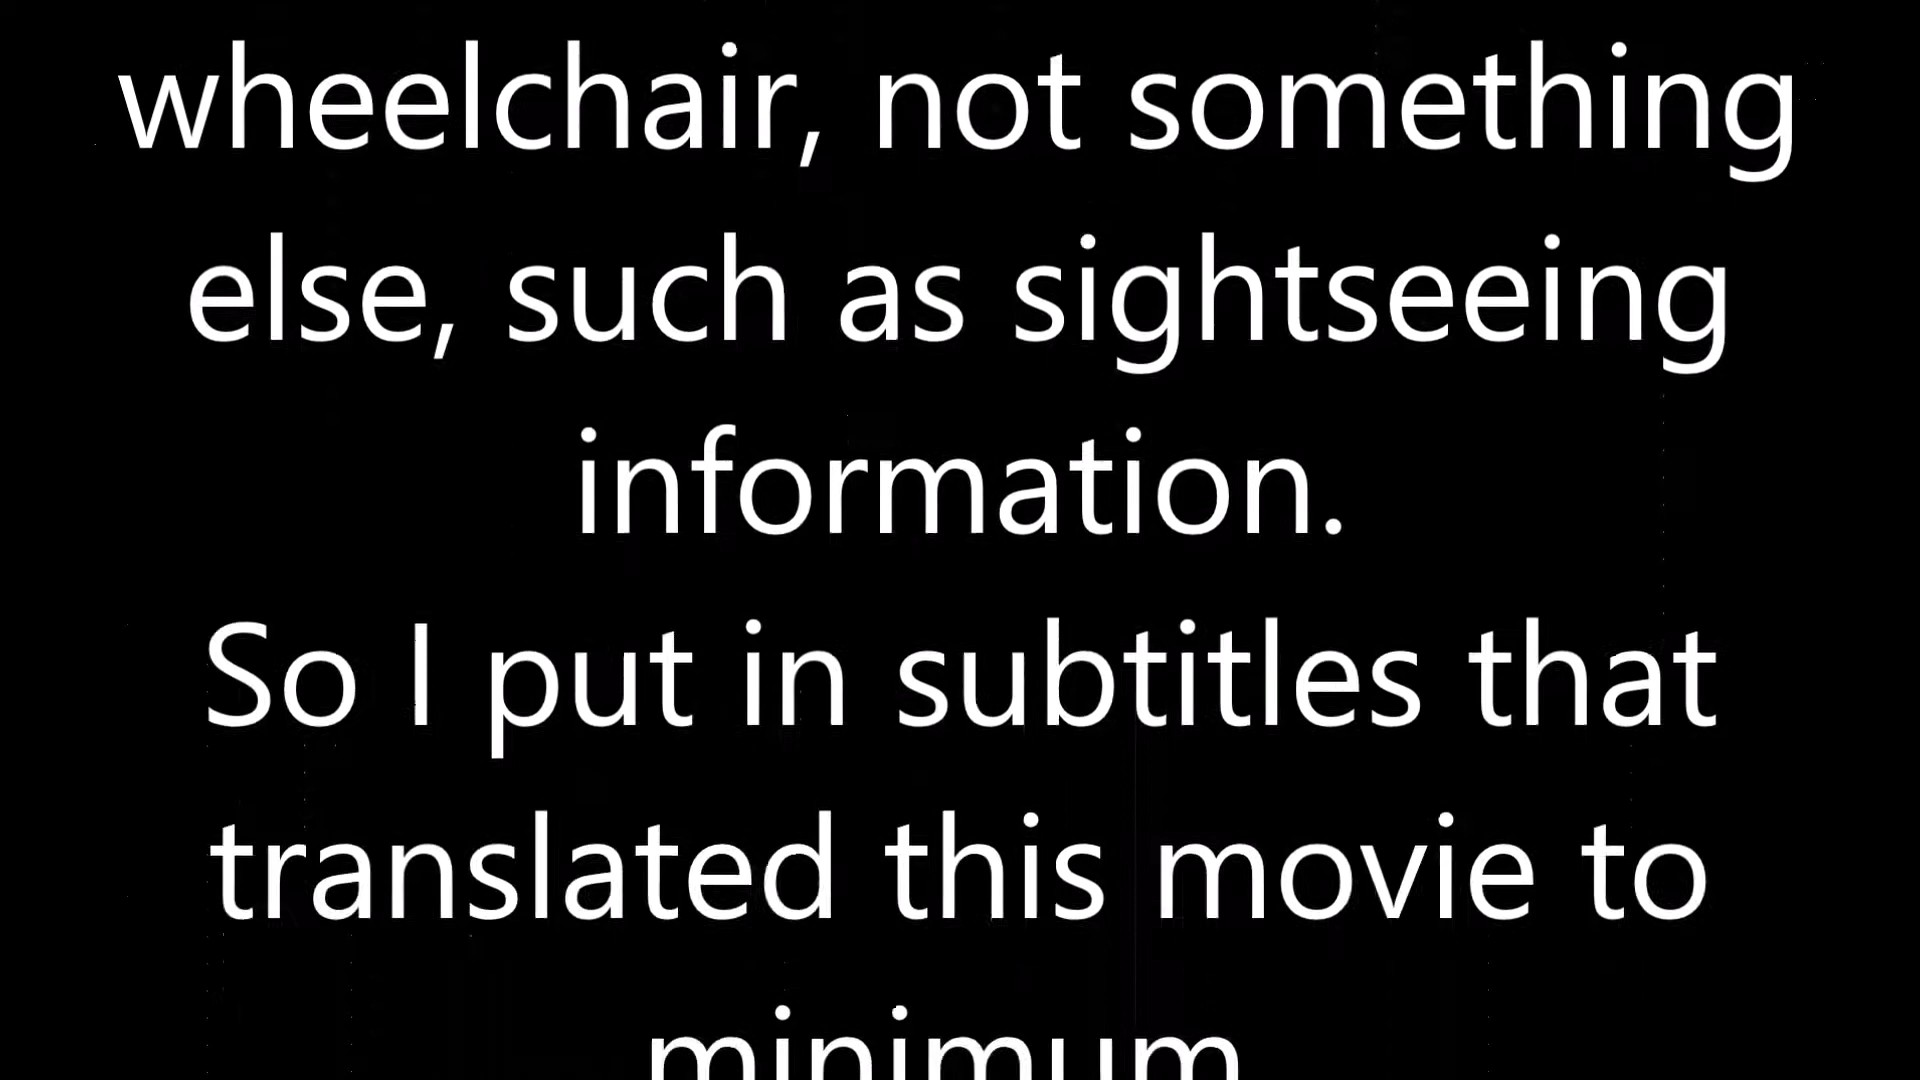 wheelchair, not something
else, such as sightseeing
information.
So I put in subtitles that
translated this movie to
minimum